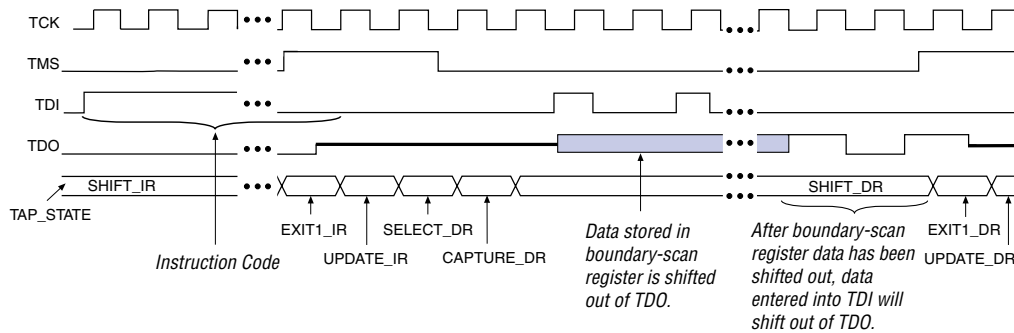 TCK
TMS
TDI
TDO
SHIFT_IR
SHIFT_DR
TAP_STATE
EXIT1_IR
SELECT_DR
EXIT1_DR
UPDATE_IR
CAPTURE_DR
UPDATE_DR
Instruction Code
Data stored in
boundary-scan
register is shifted
out of TDO.
After boundary-scan
register data has been
shifted out, data
entered into TDI will
shift out of TDO.